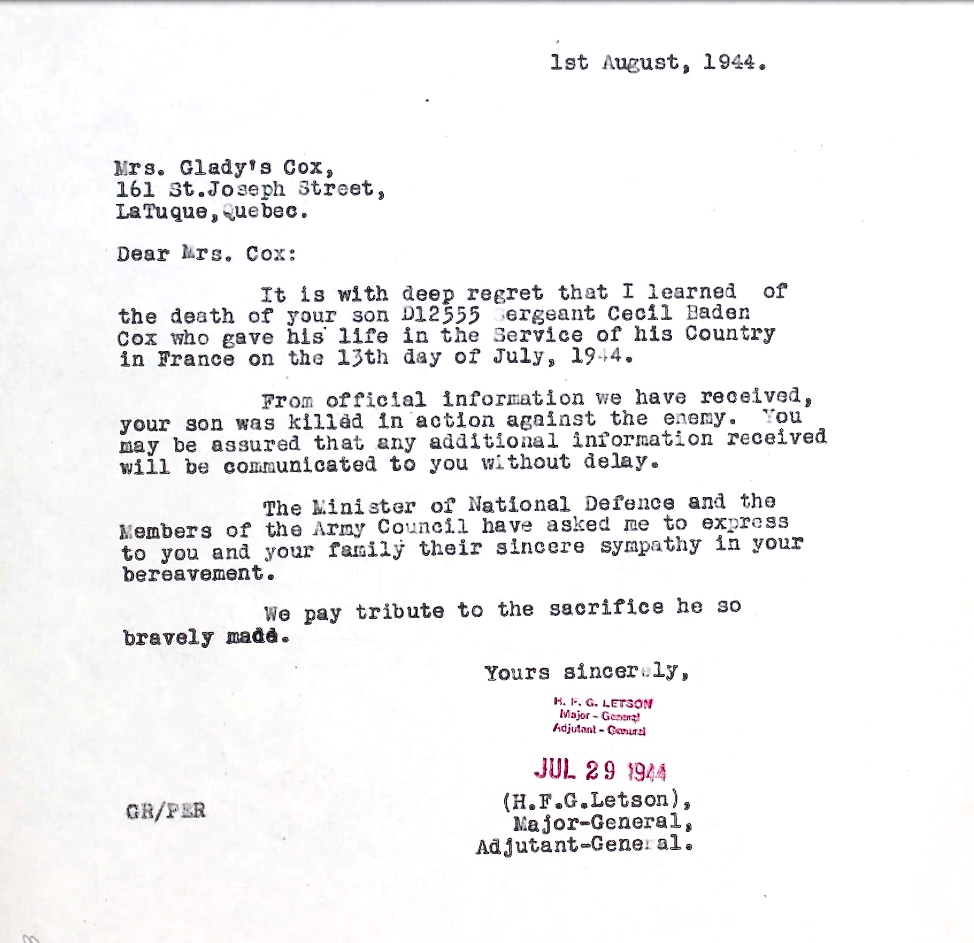 1st August, 1944.
Mrs. Glady's Cox,
161 St.Joseph Street,
LaTuque,Quebec.
Dear Mrs. Cox:
It is with deep regret that I learned of
the death of your son D12555 ergeant Cecil Baden
Cox who gave his life in the Service of his Country
in France on the 13th day of July, 1944.
From official information we have received,
your son was killed in action against the enemy. You
may be assured that any additional information received
will be communicated to you without delay.
The Minister of National Defence and the
Members of the Army Council have asked me to express
to you and your family their sincere sympathy in your
bereavement.
We pay tribute to the sacrifice he so
bravely made.
Yours sincerely,
H. F. G. LETSON
Major - General
Adjutant - General
JUL 29 1944
(H.F.G.Letson),
GR/PER
Major-General,
Adjutant-General.